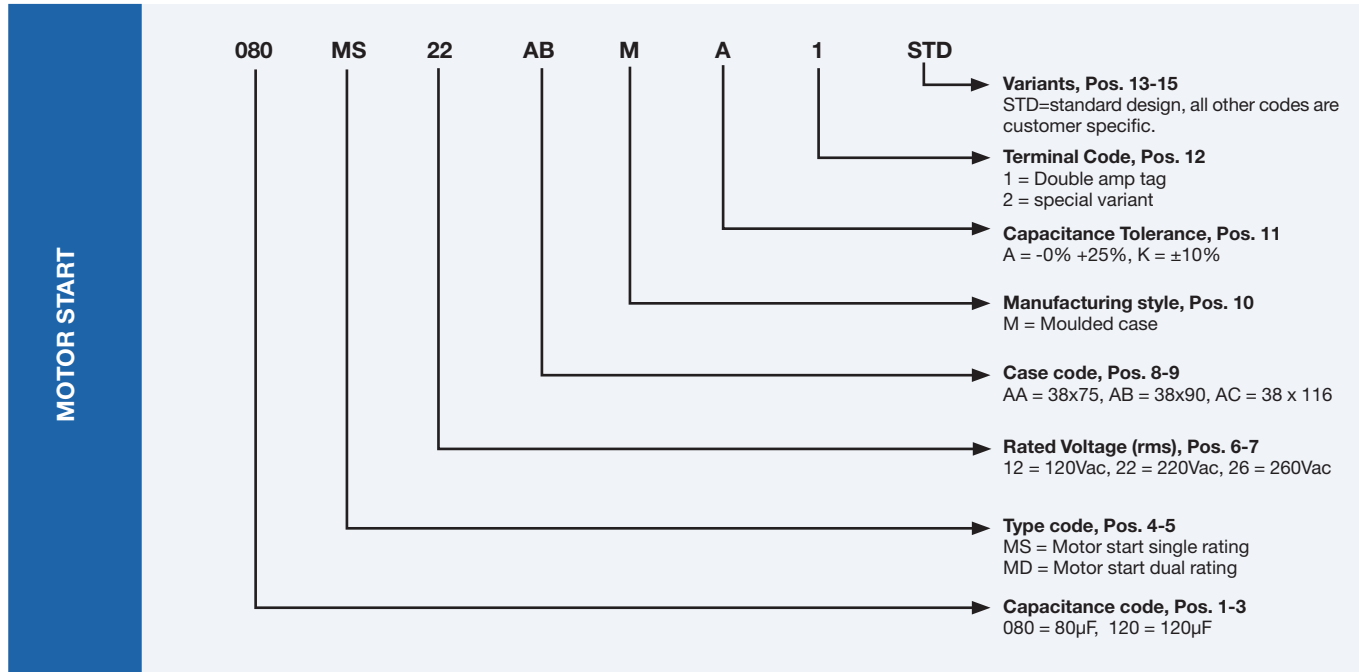 MOTOR START
080 MS 22 AB M A 1 STD
Variants, Pos. 13-15
STD=standard design, all other codes are
customer specific.
Terminal Code, Pos. 12
1 = Double amp tag
2 = special variant
Capacitance Tolerance, Pos. 11
A = -0% +25%, K = ±10%
Manufacturing style, Pos. 10
M = Moulded case
Case code, Pos. 8-9
AA = 38x75, AB = 38x90, AC = 38 x 116
Rated Voltage (rms), Pos. 6-7
12 = 120Vac, 22 = 220Vac, 26 = 260Vac
Type code, Pos. 4-5
MS = Motor start single rating
MD = Motor start dual rating
Capacitance code, Pos. 1-3
080 = 80µF, 120 = 120µF